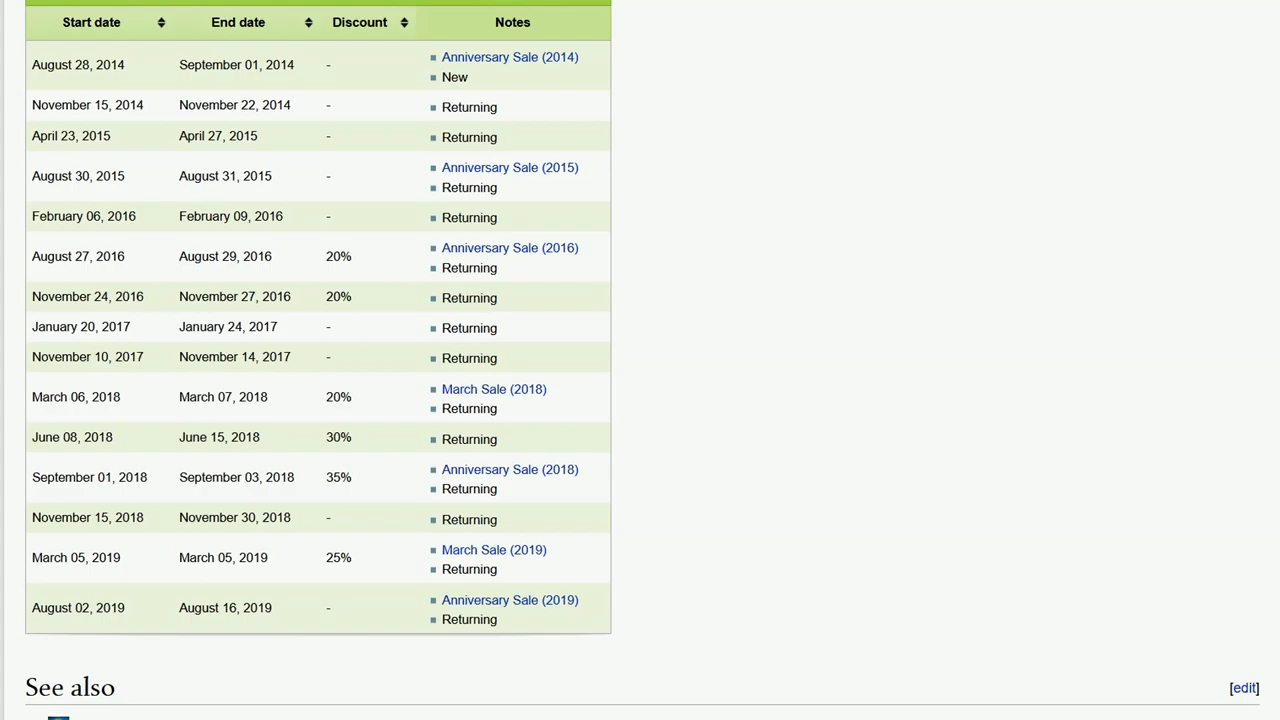 Start date End date Discount Notes
August 28, 2014 September 01, 2014 - Anniversary Sale (2014)
New
November 15, 2014 November 22, 2014 - Returning
April 23, 2015 April 27, 2015 - Returning
August 30, 2015 August 31, 2015 - Anniversary Sale (2015)
Returning
February 06, 2016 February 09, 2016 - Returning
August 27, 2016 August 29, 2016 20% Anniversary Sale (2016)
Returning
November 24, 2016 November 27, 2016 20% Returning
January 20, 2017 January 24, 2017 - Returning
November 10, 2017 November 14, 2017 - Returning
March 06, 2018 March 07, 2018 20% March Sale (2018)
Returning
June 08, 2018 June 15, 2018 30% Returning
September 01, 2018 September 03, 2018 35% Anniversary Sale (2018)
Returning
November 15, 2018 November 30, 2018 - Returning
March 05, 2019 March 05, 2019 25% March Sale (2019)
Returning
August 02, 2019 August 16, 2019 - Anniversary Sale (2019)
Returning
See also [edit]